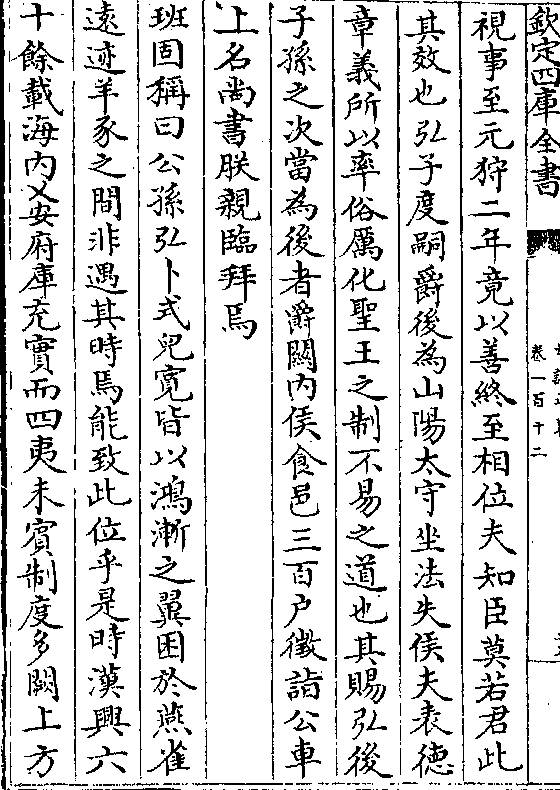 欽定四庫全書
卷一百十二
視事至元狩二年竟以善終至相位夫知臣莫若君此
其效也弘子度嗣爵後為山陽太守坐法失侯夫表德
章義所以率俗厲化聖王之制不易之道也其賜弘後
子孫之次當為後者爵闗内侯食邑三百户徵詣公車
上名尚書朕親臨拜焉
班固稱曰公孫弘卜式兒寛皆以鴻漸之翼困於燕雀
遠迹羊豕之間非遇其時焉能致此位乎是時漢興六
十餘載海内乂安府庫充實而四夷未賓制度多闕上方